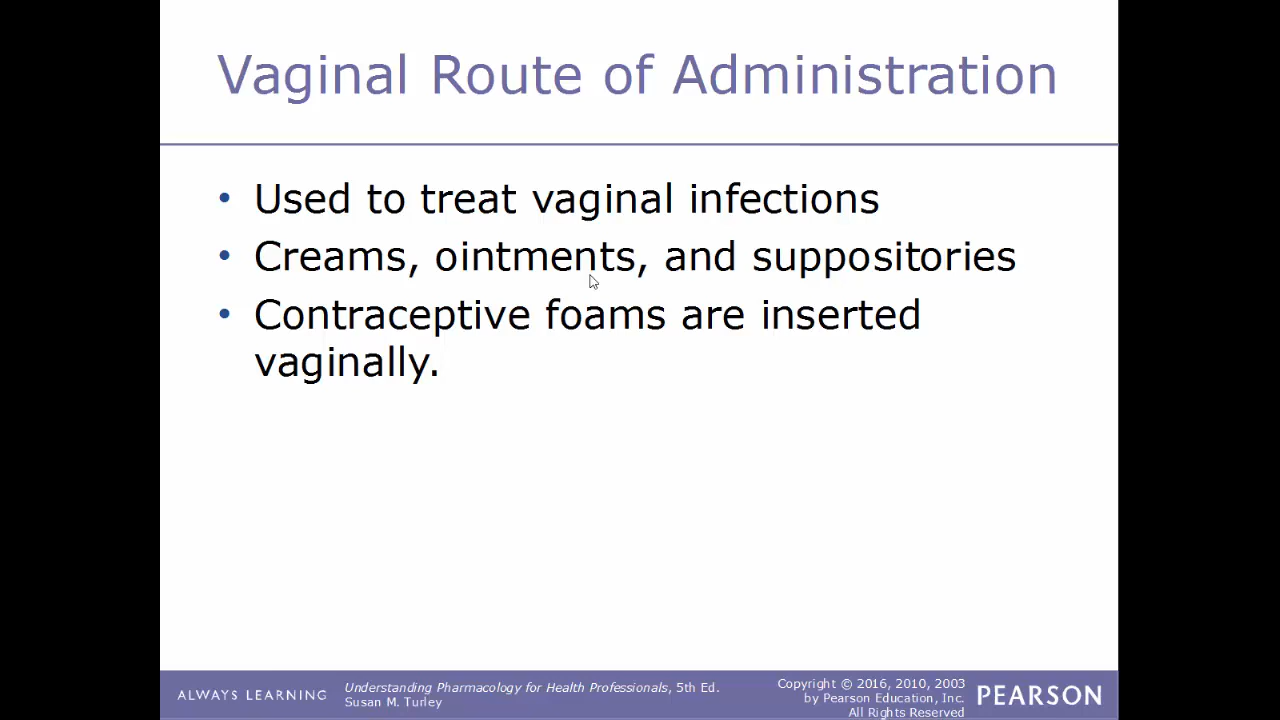 Vaginal Route of Administration
• Used to treat vaginal infections
• Creams, ointments, and suppositories
• Contraceptive foams are inserted
vaginally.
ALWAYS LEARNING
Understanding Pharmacology for Health Professionals, 5th Ed.
Susan M. Turley
Copyright © 2016, 2010, 2003
by Pearson Education, Inc.
All Rights Reserved
PEARSON